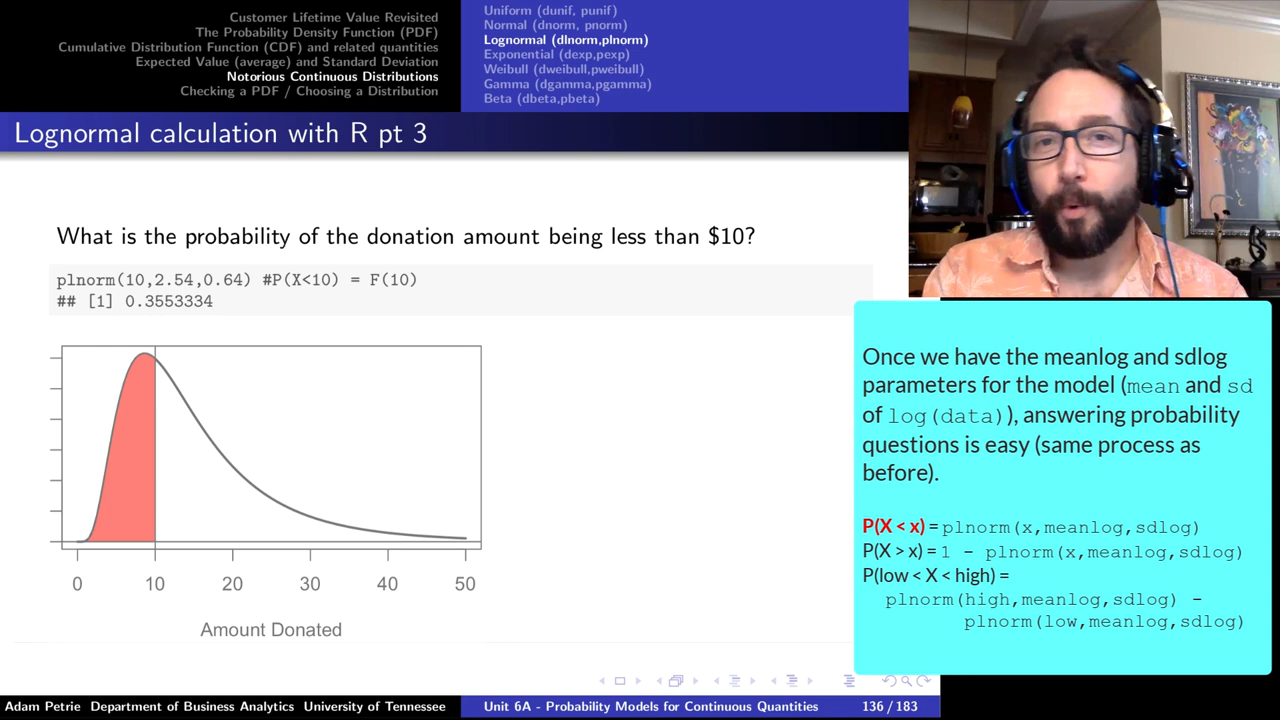 Customer Lifetime Value Revisited
The Probability Density Function (PDF)
Cumulative Distribution Function (CDF) and related quantities
Expected Value (average) and Standard Deviation
Notorious Continuous Distributions
Checking a PDF / Choosing a Distribution
Uniform (dunif, punif)
Normal (dnorm, pnorm)
Lognormal (dlnorm,plnorm)
Exponential (dexp,pexp)
Weibull (dweibull,pweibull)
Gamma (dgamma,pgamma)
Beta (dbeta,pbeta)
Lognormal calculation with R pt 3
What is the probability of the donation amount being less than $10?
plnorm(10,2.54,0.64) #P(X<10) = F(10)
## [1] 0.3553334
0 10 20 30 40 50
Amount Donated
Once we have the meanlog and sdlog
parameters for the model (mean and sd
of log(data)), answering probability
questions is easy (same process as
before).
P(X < x) = plnorm(x,meanlog,sdlog)
P(X > x) = 1 - plnorm(x,meanlog,sdlog)
P(low < X < high) =
plnorm(high,meanlog,sdlog) -
plnorm(low,meanlog,sdlog)
Adam Petrie Department of Business Analytics University of Tennessee
Unit 6A - Probability Models for Continuous Quantities
136 / 183